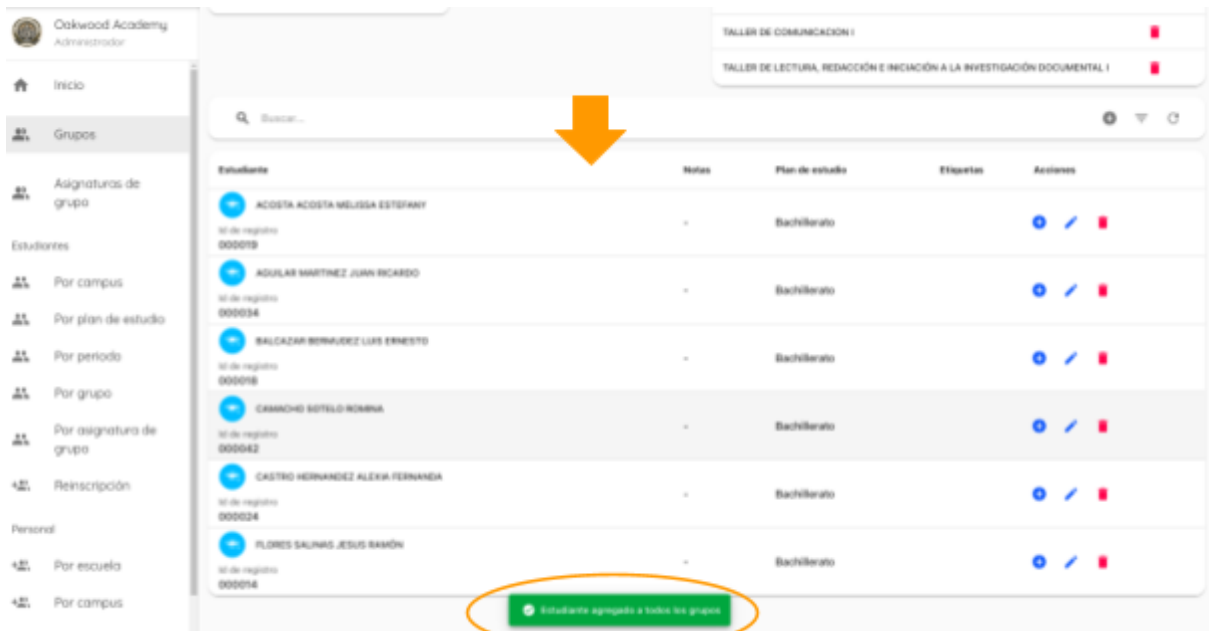 Oakwood Academy
Administrador
TALLER DE COMUNICACION I
TALLER DE LECTURA, REDACCIÓN E INICIACIÓN A LA INVESTIGACIÓN DOCUMENTAL I
Inicio
Grupos
Asignaturas de
grupo
Estudiantes
Por campus
Por plan de estudio
Por periodo
Por grupo
Por asignatura de
grupo
Reinscripción
Personal
Por escuela
Por campus
Buscar...
Estudiante Notas Plan de estudio Etiquetas Acciones
ACOSTA ACOSTA MELISSA ESTEFANY
Id de registro
000019
- Bachillerato
AGUILAR MARTINEZ JUAN RICARDO
Id de registro
000034
- Bachillerato
BALCAZAR BERMUDEZ LUIS ERNESTO
Id de registro
000018
- Bachillerato
CAMACHO SOTELO ROMINA
Id de registro
000042
- Bachillerato
CASTRO HERNANDEZ ALEXIA FERNANDA
Id de registro
000024
- Bachillerato
FLORES SALINAS JESUS RAMÓN
Id de registro
000014
- Bachillerato
Estudiante agregado a todos los grupos